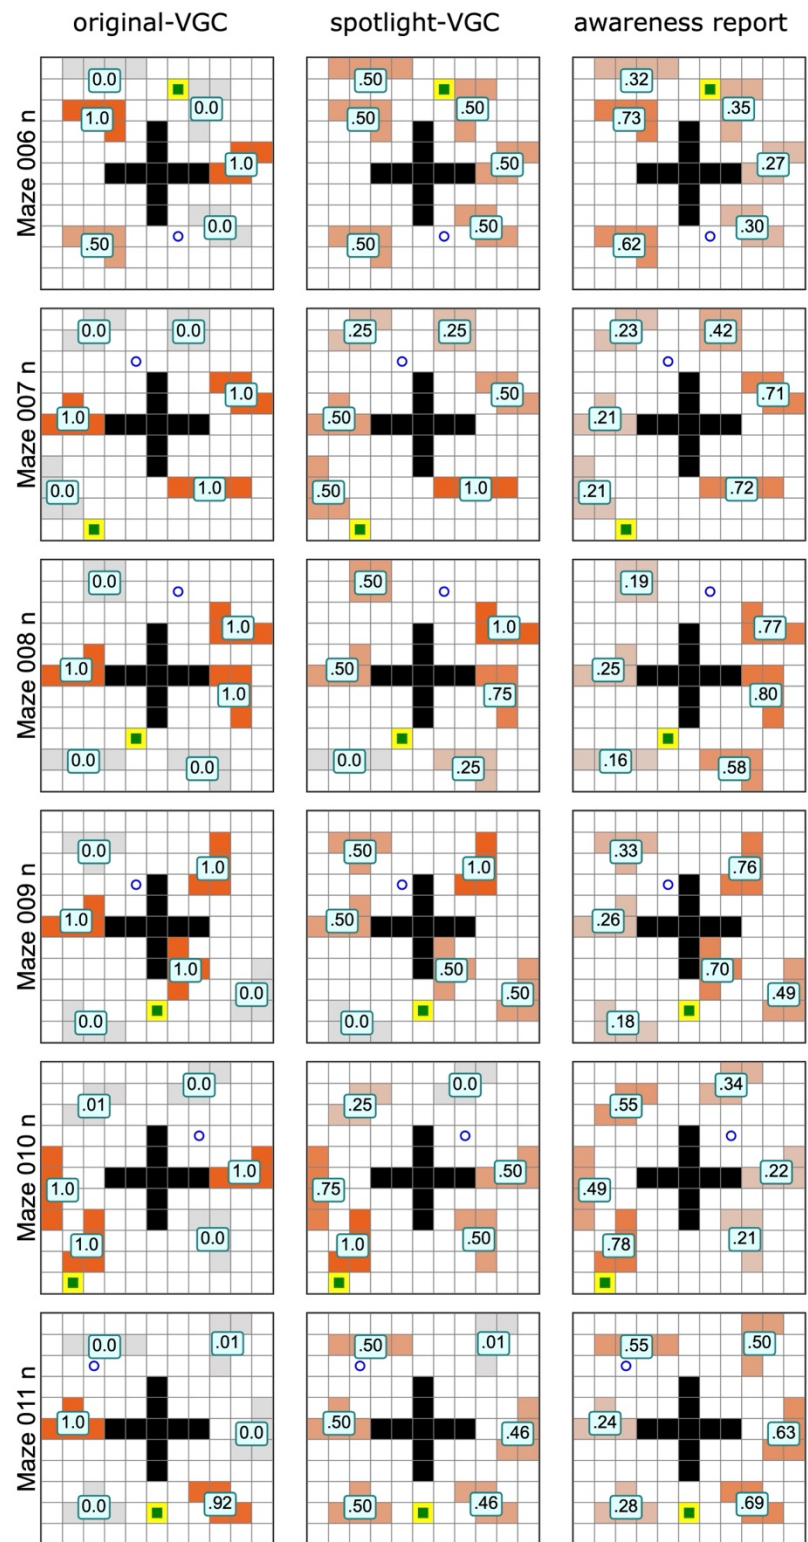 original-VGC spotlight-VGC awareness report
Maze 006 n
0.0 .50 .32
0.0 .50 .35
1.0 .50 .73
1.0 .50 .27
0.0 .50 .30
.50 .50 .62
Maze 007 n
0.0 0.0 .25 .25 .23 .42
1.0 .50 .71
1.0 .50 .21
0.0 1.0 .50 1.0 .21 .72
Maze 008 n
0.0 .50 .19
1.0 1.0 .77
1.0 .50 .25
1.0 .75 .80
0.0 0.0 0.0 .25 .16 .58
Maze 009 n
0.0 .50 .33
1.0 1.0 .76
1.0 .50 .26
1.0 .50 .70
0.0 .50 .49
0.0 0.0 .18
Maze 010 n
0.0 0.0 .34
.01 .25 .55
1.0 .50 .22
1.0 .75 .49
0.0 .50 .21
1.0 1.0 .78
Maze 011 n
0.0 .01 .50 .01 .55 .50
1.0 .50 .24
0.0 .46 .63
0.0 .92 .50 .46 .28 .69